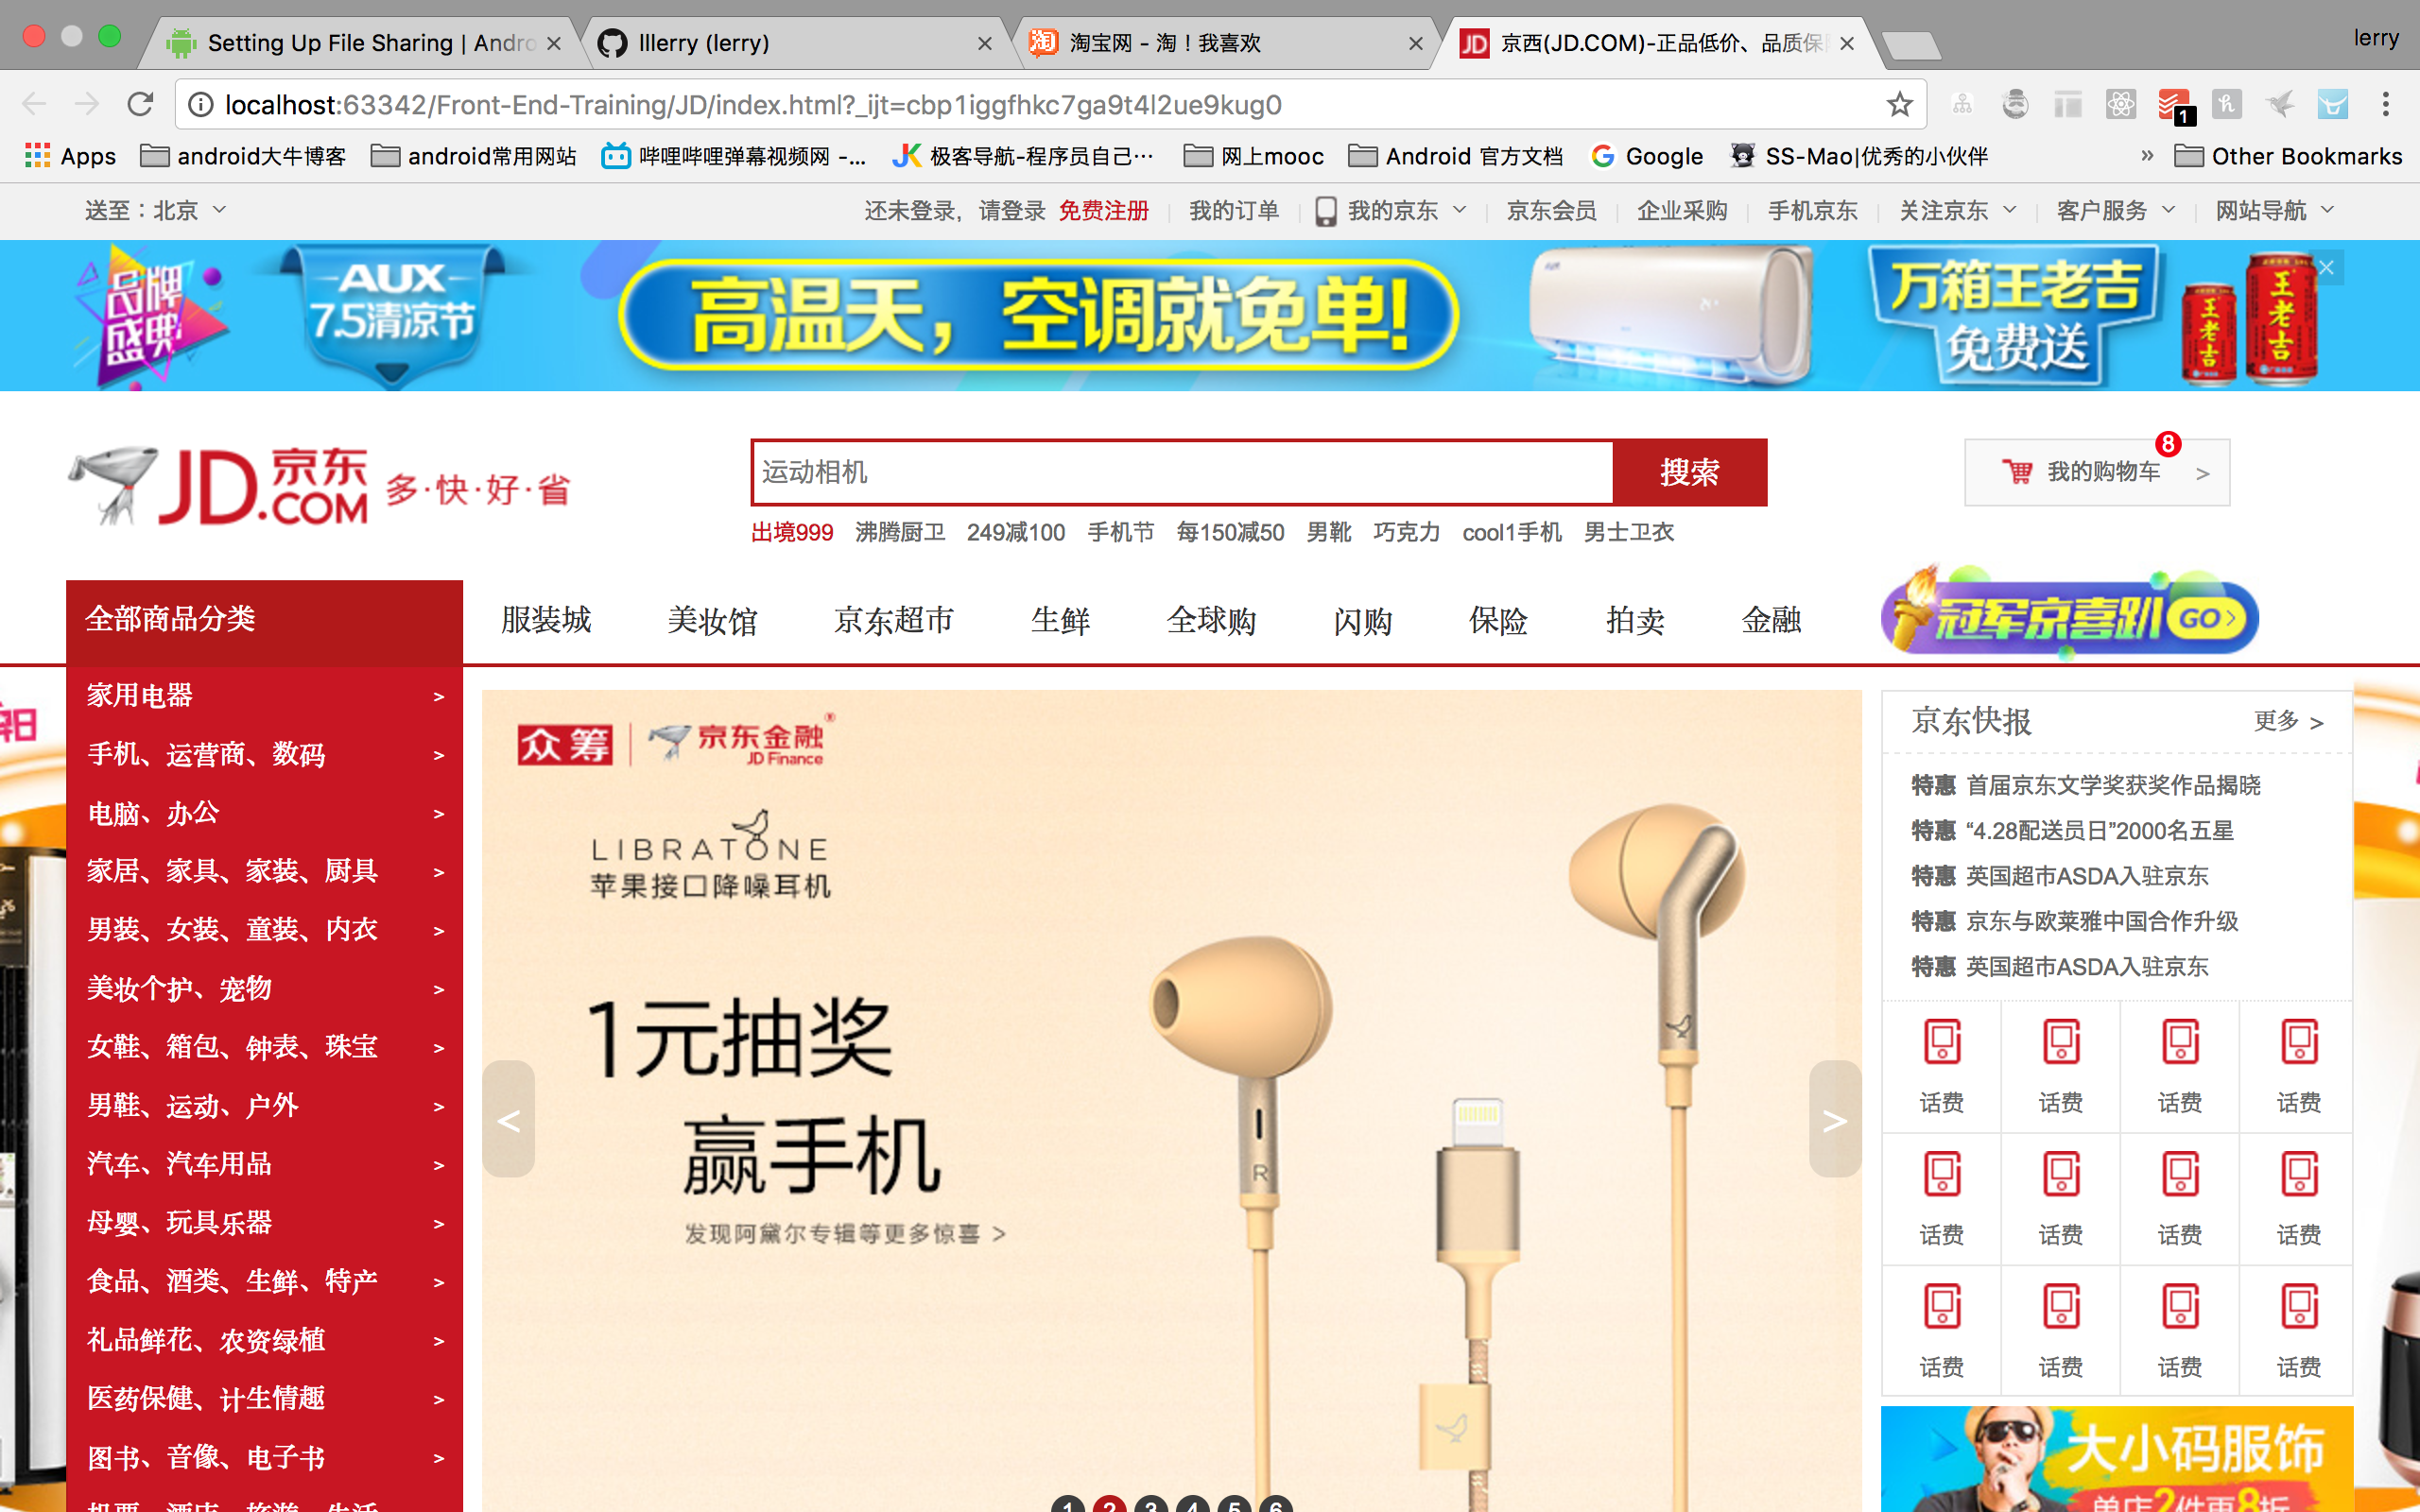 Setting Up File Sharing | Andro
lllerry (lerry)
淘宝网 - 淘！我喜欢
京西(JD.COM)-正品低价、品质保
lerry
localhost:63342/Front-End-Training/JD/index.html?_ijt=cbp1iggfhkc7ga9t4l2ue9kug0
1
Apps
android大牛博客
android常用网站
哔哩哔哩弹幕视频网 -...
极客导航-程序员自己…
网上mooc
Android 官方文档
Google
SS-Mao|优秀的小伙伴
»
Other Bookmarks
送至：北京
还未登录，请登录 免费注册
我的订单
我的京东
京东会员
企业采购
手机京东
关注京东
客户服务
网站导航
品牌盛典
AUX
7.5清凉节
高温天，空调就免单!
万箱王老吉
免费送
王老吉
王老吉
JD.COM 京东
多·快·好·省
运动相机
搜索
我的购物车 >
8
出境999 沸腾厨卫 249减100 手机节 每150减50 男靴 巧克力 cool1手机 男士卫衣
全部商品分类
服装城 美妆馆 京东超市 生鲜 全球购 闪购 保险 拍卖 金融
冠军京喜趴 GO>
家用电器 >
手机、运营商、数码 >
电脑、办公 >
家居、家具、家装、厨具 >
男装、女装、童装、内衣 >
美妆个护、宠物 >
女鞋、箱包、钟表、珠宝 >
男鞋、运动、户外 >
汽车、汽车用品 >
母婴、玩具乐器 >
食品、酒类、生鲜、特产 >
礼品鲜花、农资绿植 >
医药保健、计生情趣 >
图书、音像、电子书 >
众筹
京东金融®
JD Finance
LIBRATONE
苹果接口降噪耳机
1元抽奖
赢手机
发现阿黛尔专辑等更多惊喜 >
R
<
>
1 2 3 4 5 6
京东快报
更多 >
特惠 首届京东文学奖获奖作品揭晓
特惠 “4.28配送员日”2000名五星
特惠 英国超市ASDA入驻京东
特惠 京东与欧莱雅中国合作升级
特惠 英国超市ASDA入驻京东
话费 话费 话费 话费
话费 话费 话费 话费
话费 话费 话费 话费
大小码服饰
单店2件再8折